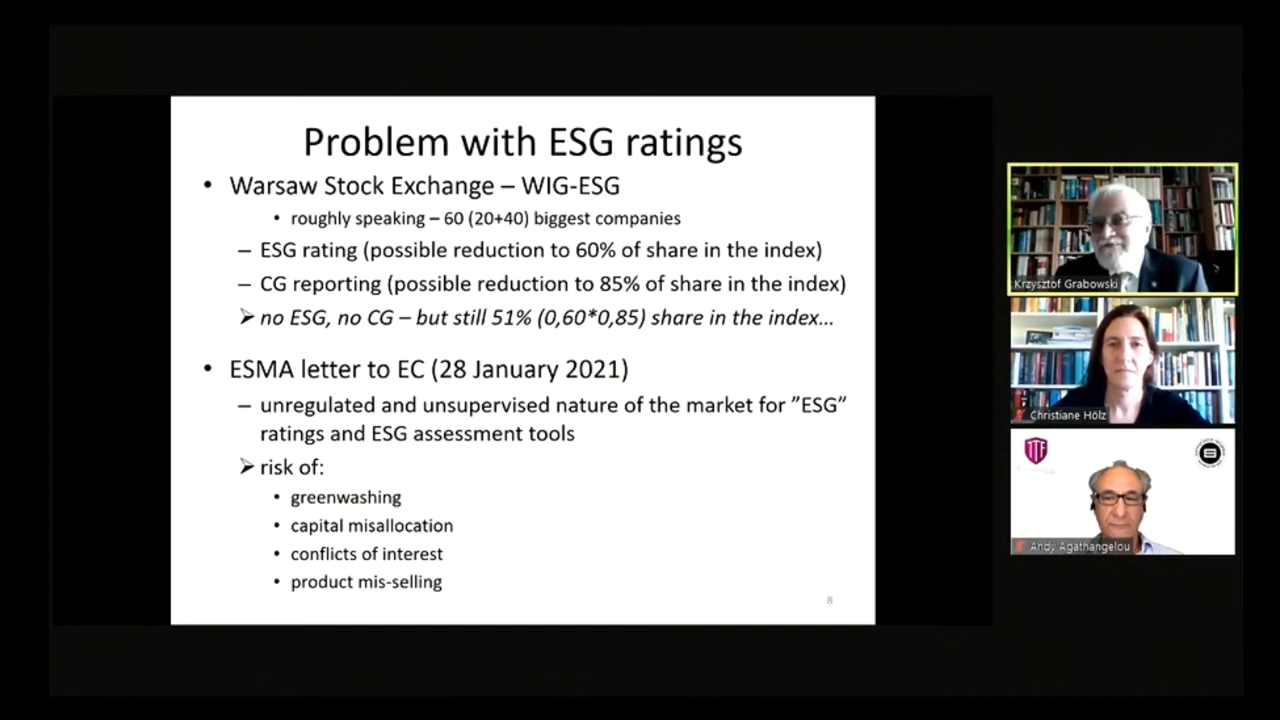 Problem with ESG ratings
• Warsaw Stock Exchange – WIG-ESG
• roughly speaking – 60 (20+40) biggest companies
– ESG rating (possible reduction to 60% of share in the index)
– CG reporting (possible reduction to 85% of share in the index)
➢ no ESG, no CG – but still 51% (0,60*0,85) share in the index…
• ESMA letter to EC (28 January 2021)
– unregulated and unsupervised nature of the market for ”ESG”
ratings and ESG assessment tools
➢ risk of:
• greenwashing
• capital misallocation
• conflicts of interest
• product mis-selling
8
Krzysztof Grabowski
Christiane Hölz
TTF
Andy Agathangelou